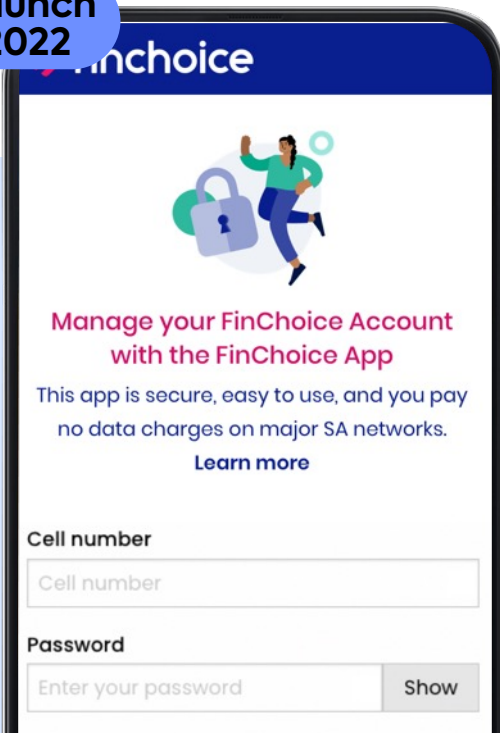 2022
finchoice
Manage your FinChoice Account
with the FinChoice App
This app is secure, easy to use, and you pay
no data charges on major SA networks.
Learn more
Cell number
Cell number
Password
Enter your password
Show